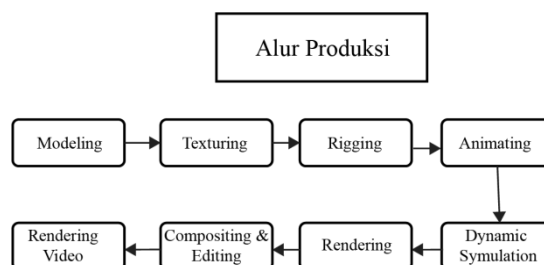 Alur Produksi
Modeling
Texturing
Rigging
Animating
Dynamic
Symulation
Rendering
Compositing &
Editing
Rendering
Video